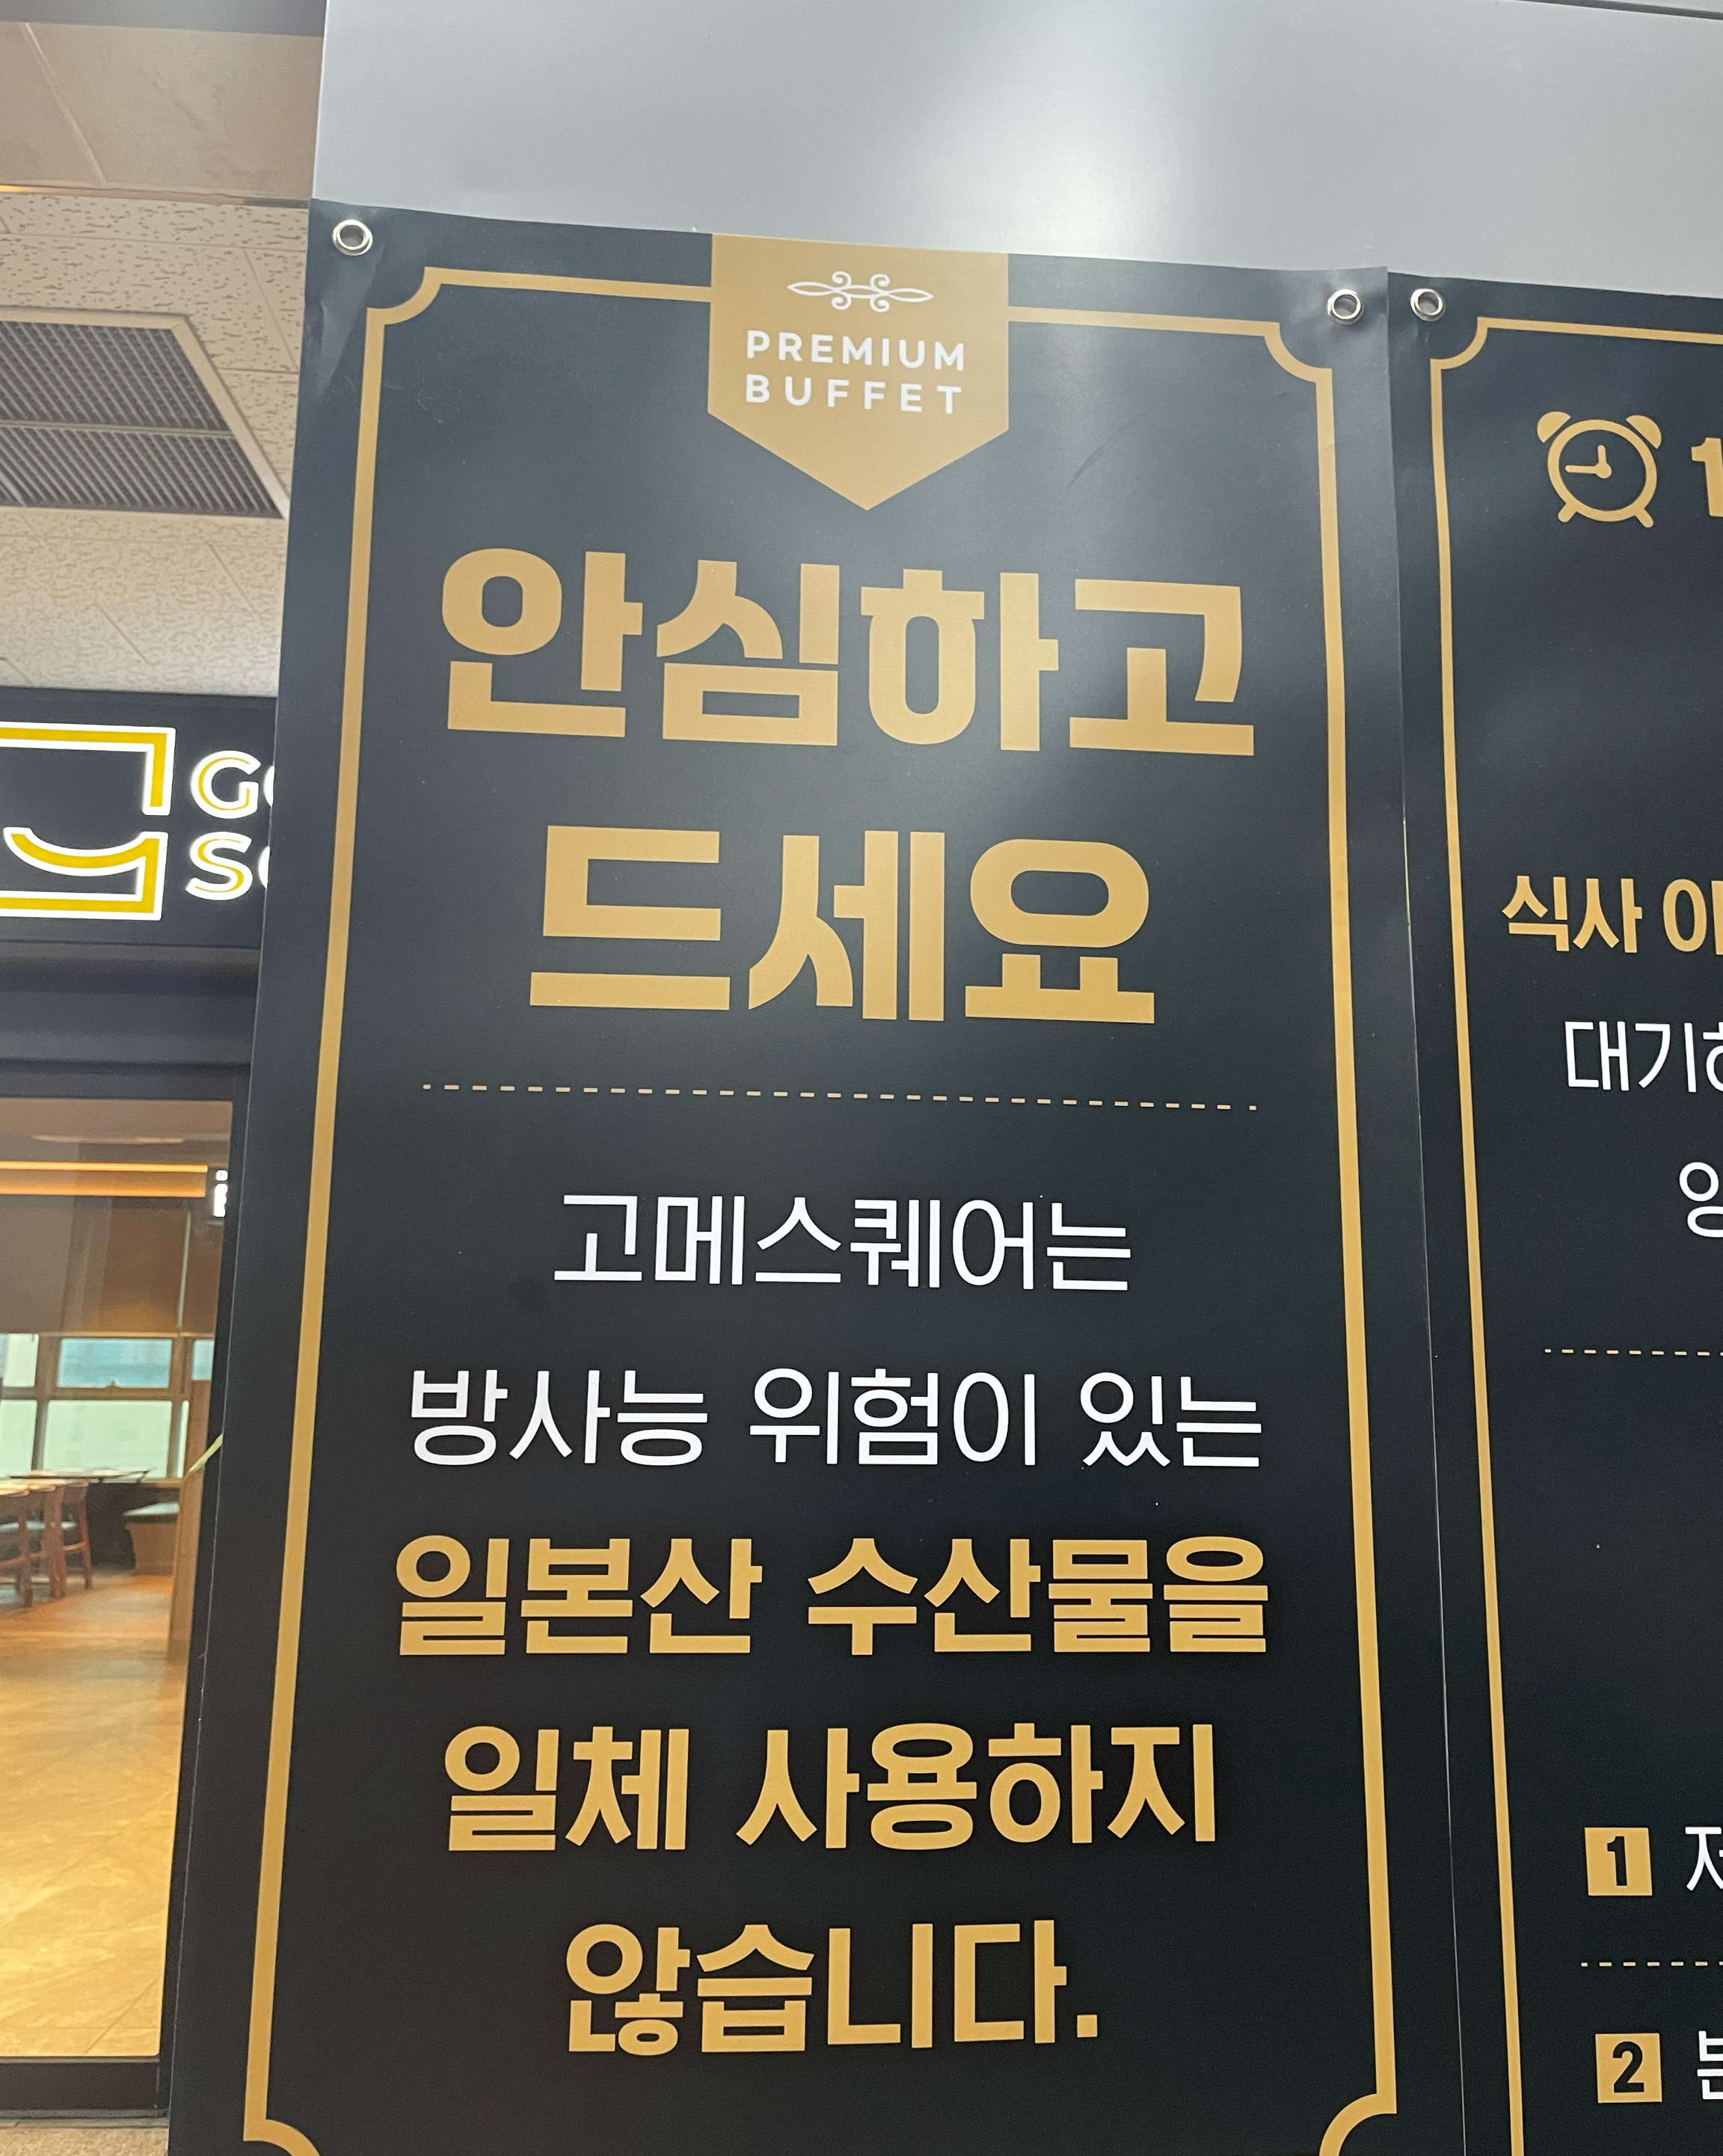 PREMIUM
BUFFET
안심하고
드세요
고메스퀘어는
방사능 위험이 있는
일본산 수산물을
일체 사용하지
않습니다.
식사
1
2